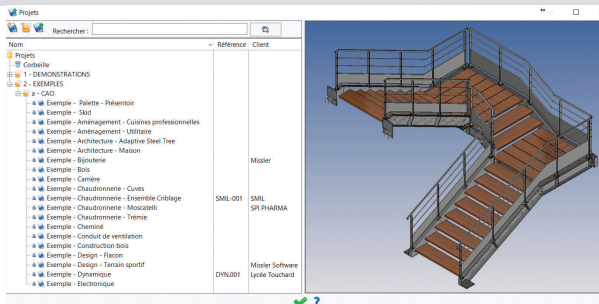 Projets
Rechercher :
Nom Référence Client
Projets
Corbeille
1 - DEMONSTRATIONS
2 - EXEMPLES
a - CAO
Exemple - Palette - Présentoir
Exemple - Skid
Exemple - Aménagement - Cuisines professionnelles
Exemple - Aménagement - Utilitaire
Exemple - Architecture - Adaptive Steel Tree
Exemple - Architecture - Maison
Exemple - Bijouterie Missler
Exemple - Bois
Exemple - Carrière
Exemple - Chaudronnerie - Cuves
Exemple - Chaudronnerie - Ensemble Criblage SMIL-001 SMIL
Exemple - Chaudronnerie - Moscatelli SPI PHARMA
Exemple - Chaudronnerie - Trémie
Exemple - Cheminé
Exemple - Conduit de ventilation
Exemple - Construction bois
Exemple - Design - Flacon
Exemple - Design - Terrain sportif Missler Software
Exemple - Dynamique DYN.001 Lycée Touchard
Exemple - Electronique